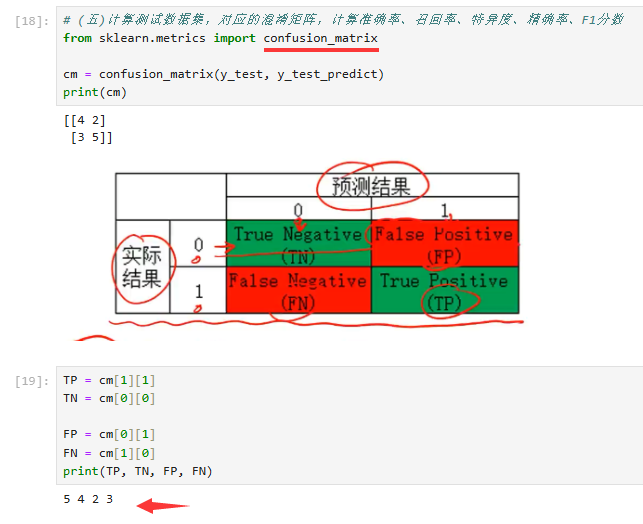 [18]: # (五)计算测试数据集，对应的混淆矩阵，计算准确率、召回率、特异度、精确率、F1分数
from sklearn.metrics import confusion_matrix
cm = confusion_matrix(y_test, y_test_predict)
print(cm)
[[4 2]
[3 5]]
预测结果
0 1
实际结果
0 True Negative (TN) False Positive (FP)
1 False Negative (FN) True Positive (TP)
[19]: TP = cm[1][1]
TN = cm[0][0]
FP = cm[0][1]
FN = cm[1][0]
print(TP, TN, FP, FN)
5 4 2 3